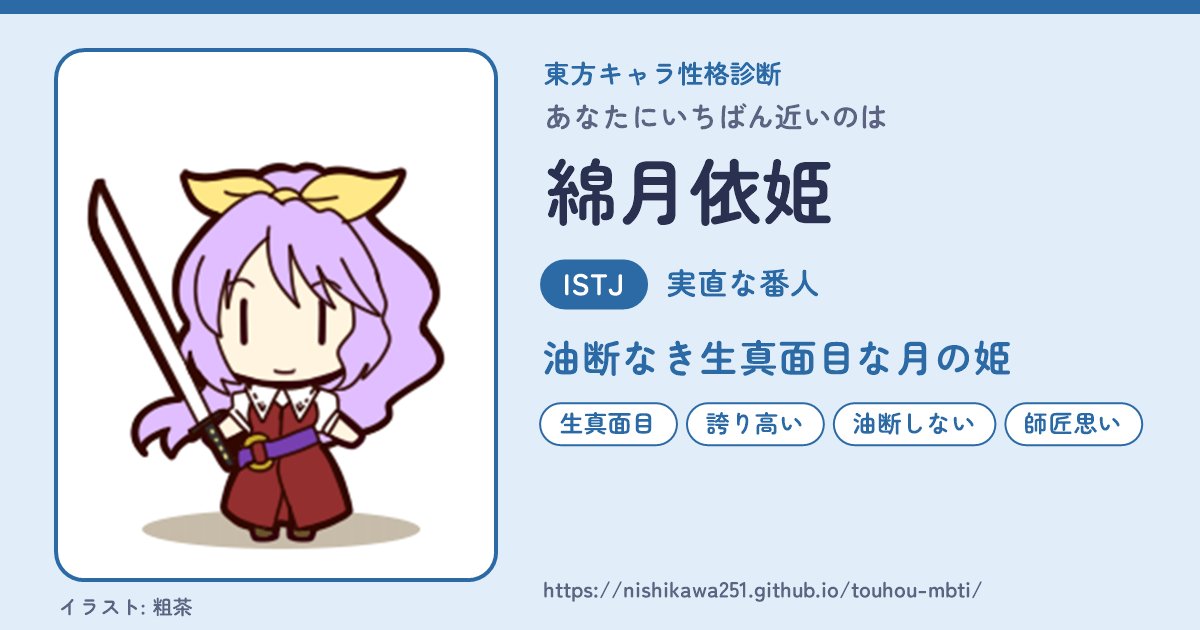 東方キャラ性格診断
あなたにいちばん近いのは
綿月依姫
ISTJ 実直な番人
油断なき生真面目な月の姫
生真面目 誇り高い 油断しない 師匠思い
https://nishikawa251.github.io/touhou-mbti/
イラスト: 粗茶